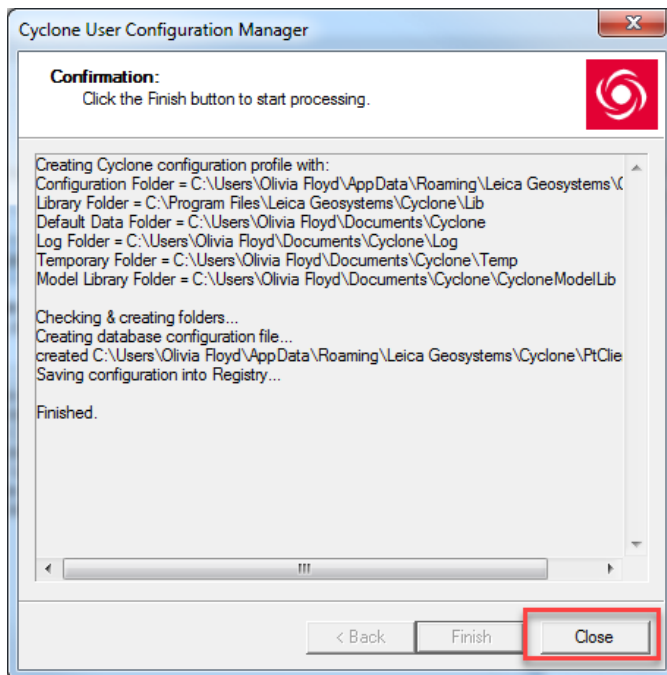 Cyclone User Configuration Manager
Confirmation:
Click the Finish button to start processing.
Creating Cyclone configuration profile with:
Configuration Folder = C:\Users\Olivia Floyd\AppData\Roaming\Leica Geosystems\(
Library Folder = C:\Program Files\Leica Geosystems\Cyclone\Lib
Default Data Folder = C:\Users\Olivia Floyd\Documents\Cyclone
Log Folder = C:\Users\Olivia Floyd\Documents\Cyclone\Log
Temporary Folder = C:\Users\Olivia Floyd\Documents\Cyclone\Temp
Model Library Folder = C:\Users\Olivia Floyd\Documents\Cyclone\CycloneModelLib
Checking & creating folders...
Creating database configuration file...
created C:\Users\Olivia Floyd\AppData\Roaming\Leica Geosystems\Cyclone\PtClie
Saving configuration into Registry...
Finished.
< Back Finish Close